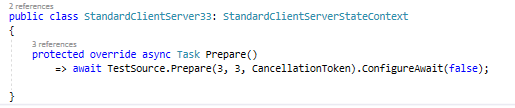 2 references
public class StandardClientServer33: StandardClientServerStateContext
{
3 references
protected override async Task Prepare()
=> await TestSource.Prepare(3, 3, CancellationToken).ConfigureAwait(false);
}